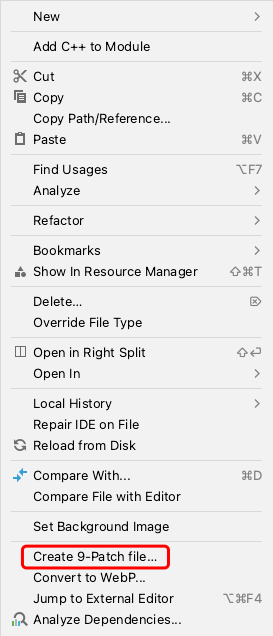 New
Add C++ to Module
Cut ⌘X
Copy ⌘C
Copy Path/Reference...
Paste ⌘V
Find Usages ⌥F7
Analyze
Refactor
Bookmarks
Show In Resource Manager ⇧⌘T
Delete... ⌦
Override File Type
Open in Right Split ⇧⏎
Open In
Local History
Repair IDE on File
Reload from Disk
Compare With... ⌘D
Compare File with Editor
Set Background Image
Create 9-Patch file...
Convert to WebP...
Jump to External Editor ⌥⌘F4
Analyze Dependencies...